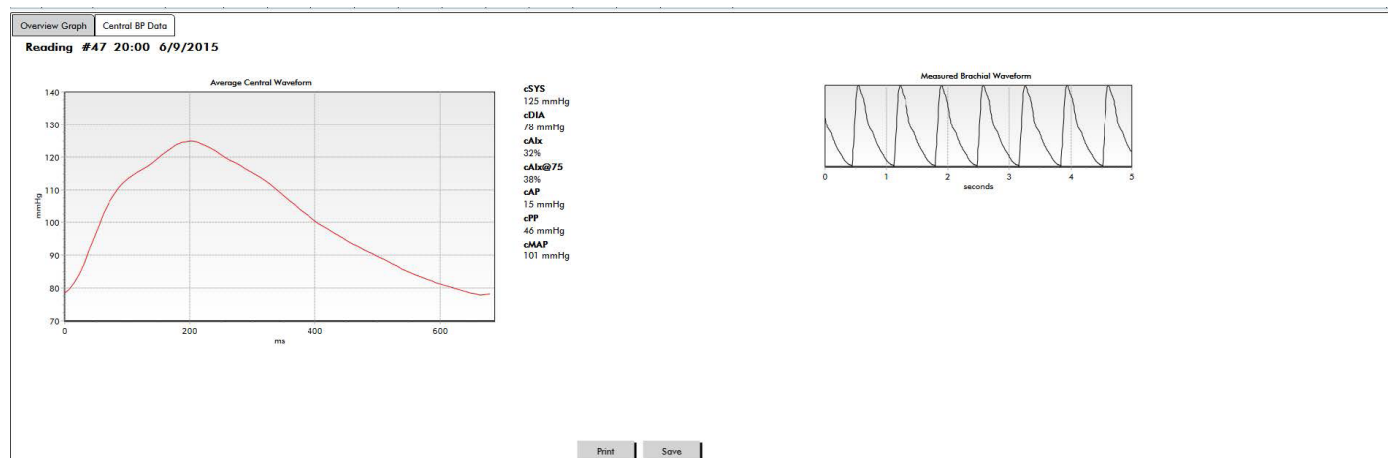 Overview Graph Central BP Data
Reading #47 20:00 6/9/2015
Average Central Waveform
140
130
120
110
100
90
80
70
mmHg
0 200 400 600
ms
cSYS
125 mmHg
cDIA
78 mmHg
cAIx
32%
cAIx@75
38%
cAP
15 mmHg
cPP
46 mmHg
cMAP
101 mmHg
Measured Brachial Waveform
0 1 2 3 4 5
seconds
Print Save